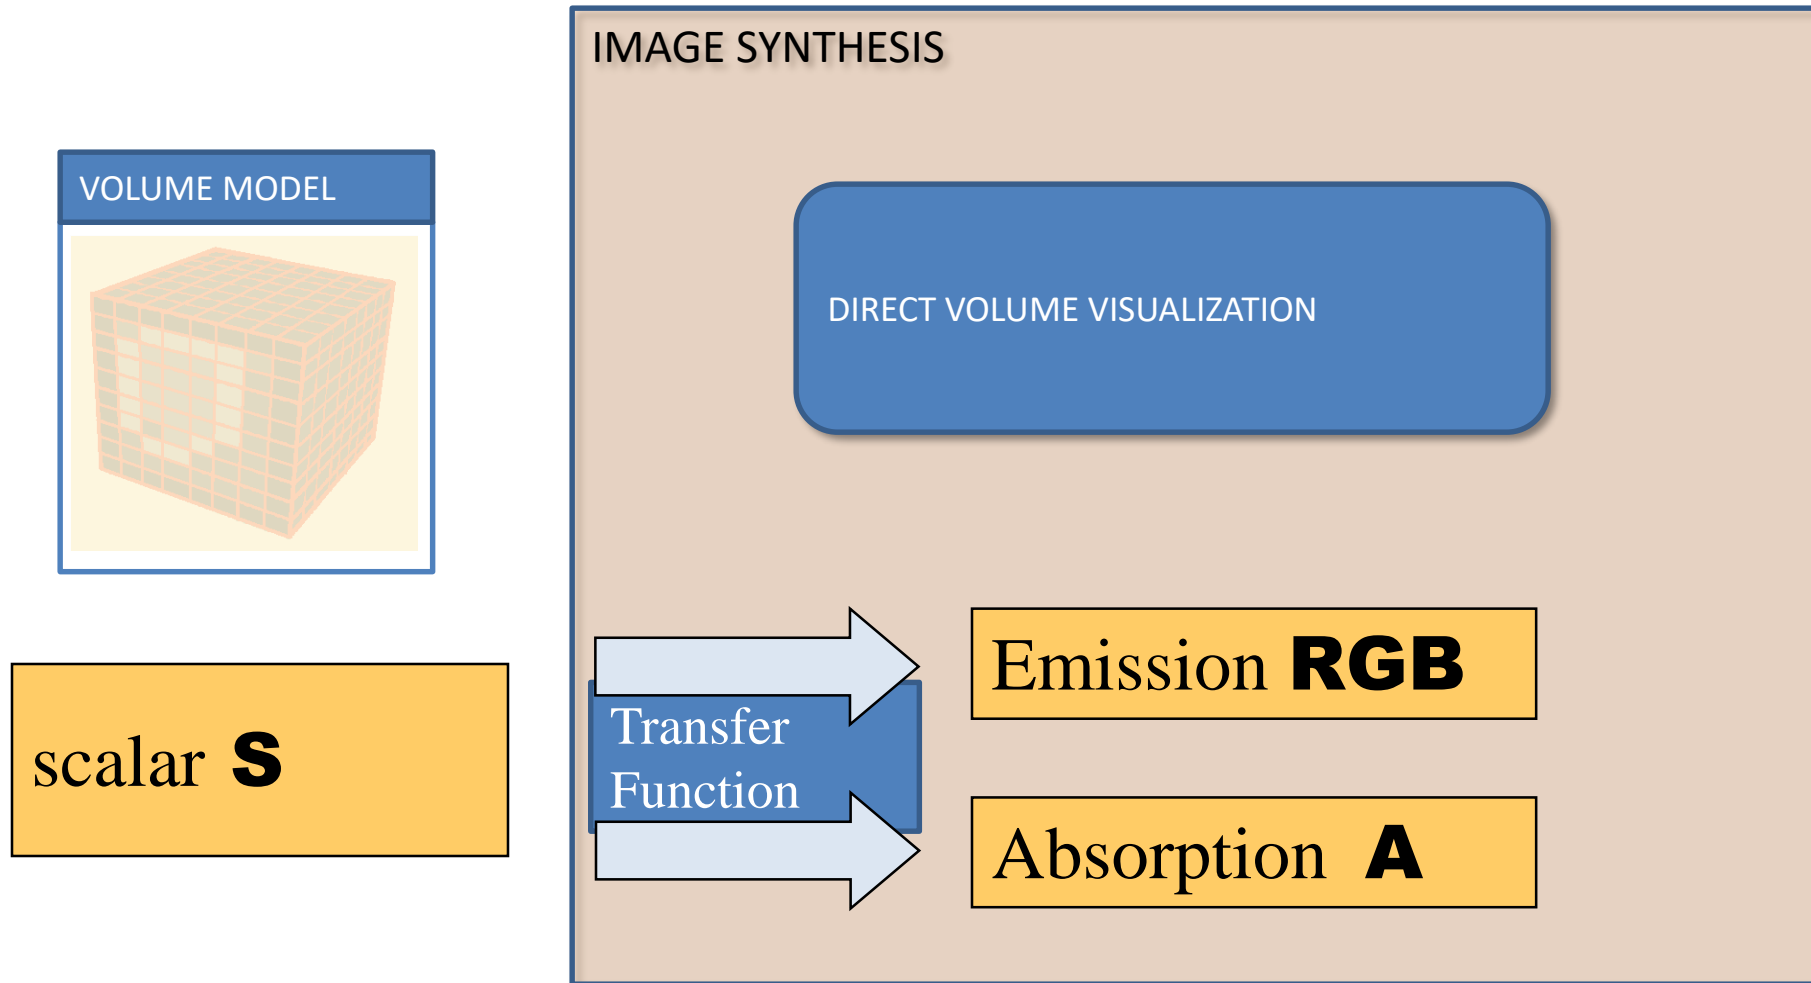 IMAGE SYNTHESIS
VOLUME MODEL
DIRECT VOLUME VISUALIZATION
scalar S
Transfer
Function
Emission RGB
Absorption A